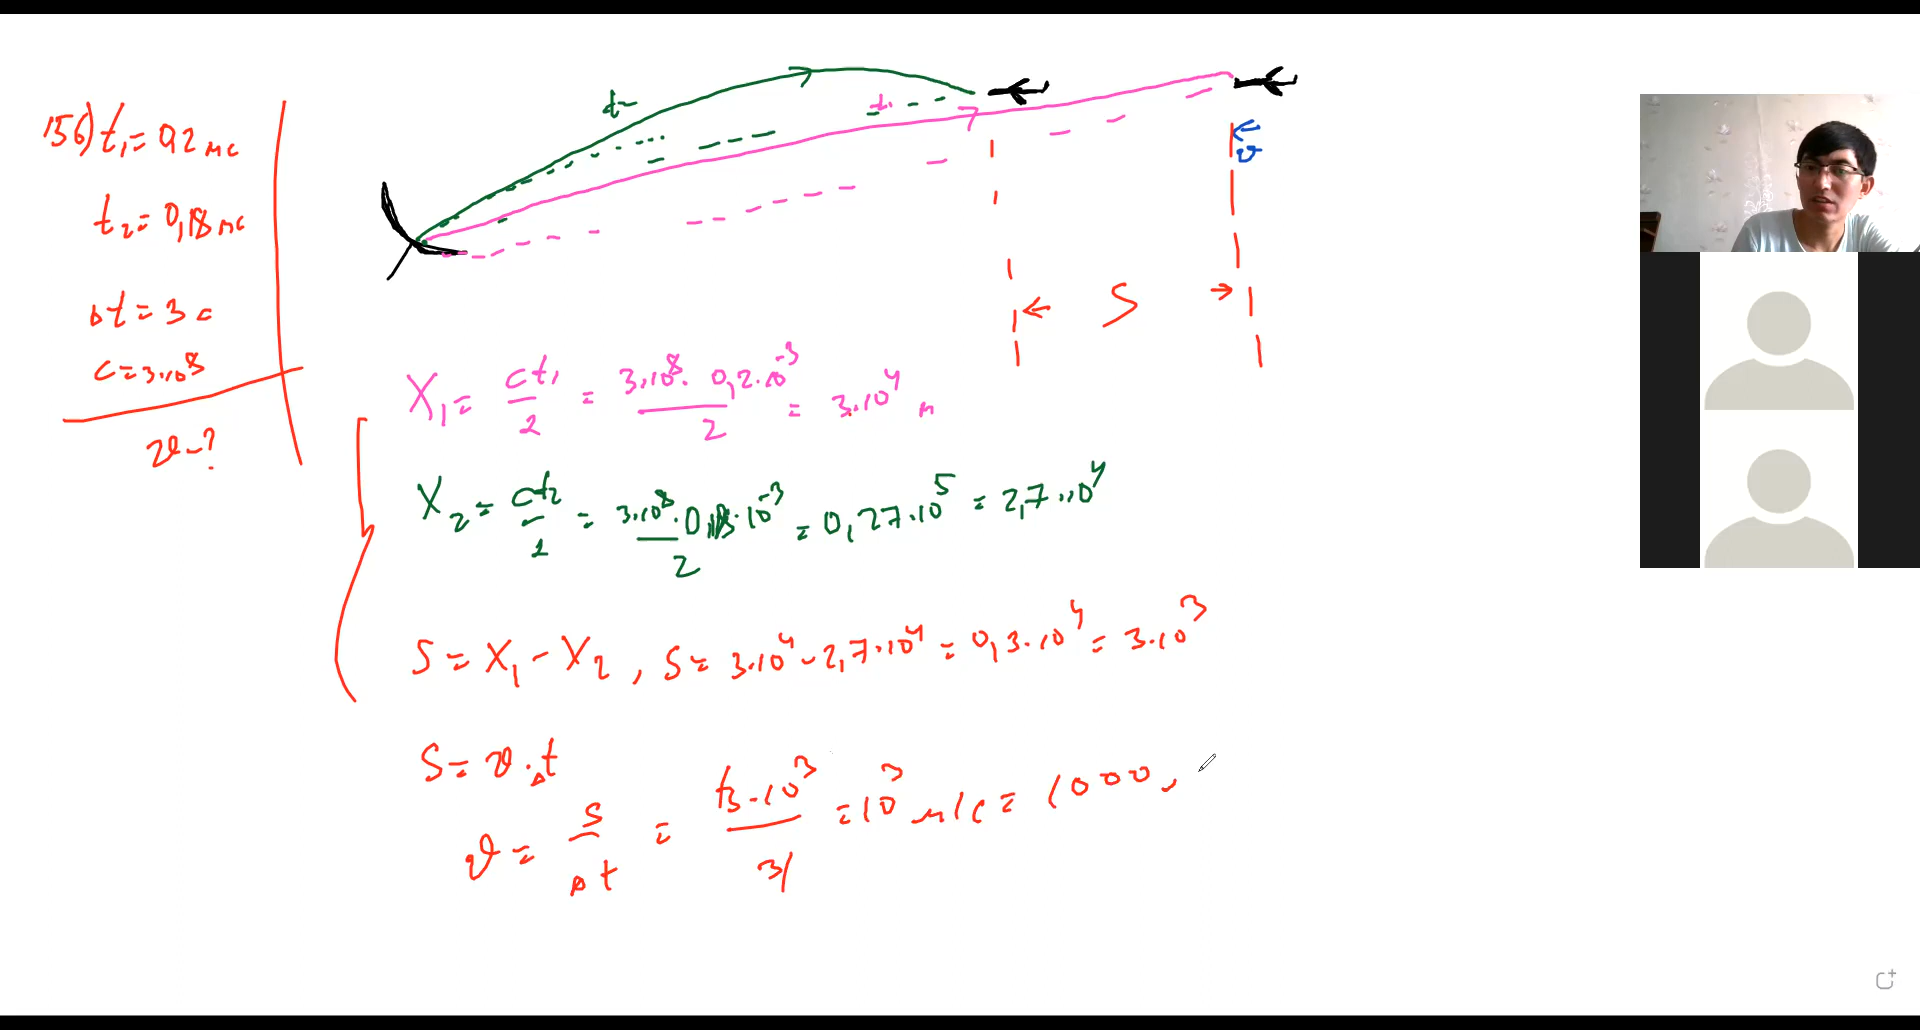 156) t₁ = 0,2 мс
t₂ = 0,18 мс
Δt = 3 c
c = 3·10⁸
υ - ?
t₂
t₁
υ
S
X₁ = ct₁/2 = 3·10⁸·0,2·10⁻³/2 = 3·10⁴ м
X₂ = ct₂/2 = 3·10⁸·0,18·10⁻³/2 = 0,27·10⁵ = 2,7·10⁴
S = X₁ - X₂, S = 3·10⁴ - 2,7·10⁴ = 0,3·10⁴ = 3·10³
S = υ·Δt
υ = S/Δt = 3·10³/3 = 10³ м/с = 1000,